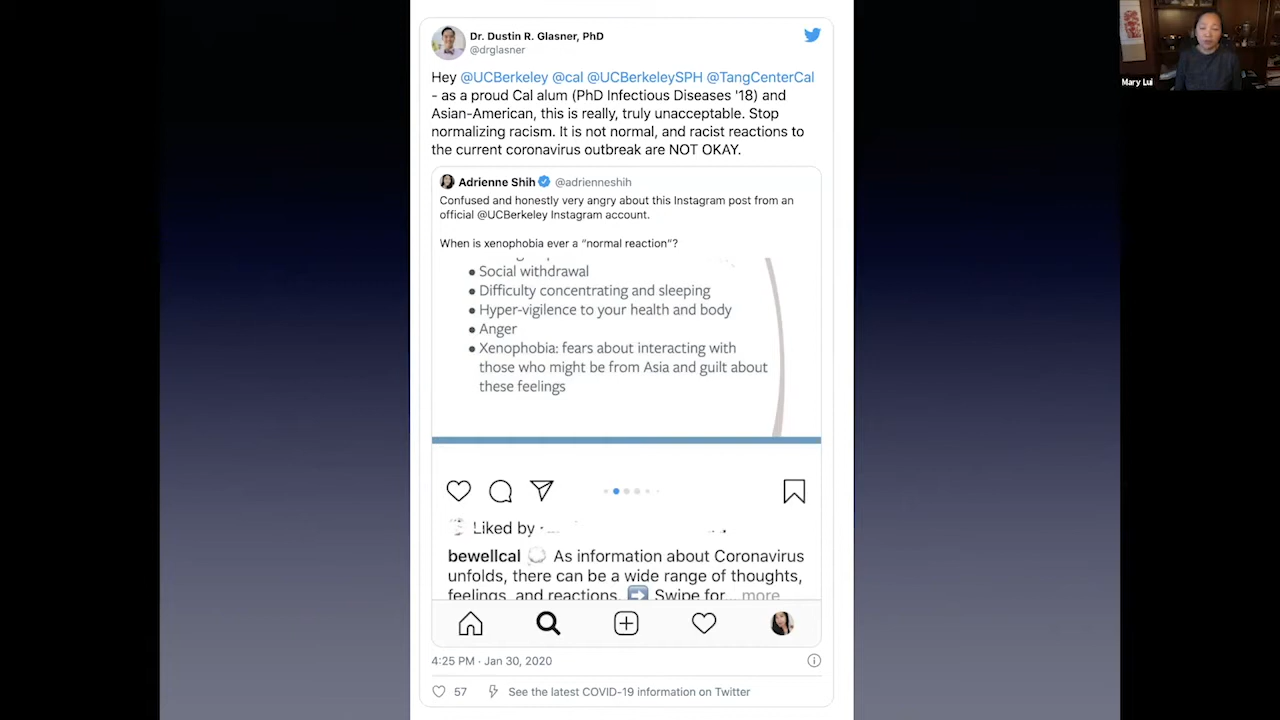 Dr. Dustin R. Glasner, PhD
@drglasner
Hey @UCBerkeley @cal @UCBerkeleySPH @TangCenterCal
- as a proud Cal alum (PhD Infectious Diseases '18) and
Asian-American, this is really, truly unacceptable. Stop
normalizing racism. It is not normal, and racist reactions to
the current coronavirus outbreak are NOT OKAY.
Adrienne Shih @adrienneshih
Confused and honestly very angry about this Instagram post from an
official @UCBerkeley Instagram account.
When is xenophobia ever a “normal reaction”?
• Social withdrawal
• Difficulty concentrating and sleeping
• Hyper-vigilence to your health and body
• Anger
• Xenophobia: fears about interacting with
those who might be from Asia and guilt about
these feelings
Liked by
bewellcal As information about Coronavirus
unfolds, there can be a wide range of thoughts,
feelings, and reactions. ➡️ Swipe for... more
4:25 PM · Jan 30, 2020
57 See the latest COVID-19 information on Twitter
Mary Lui